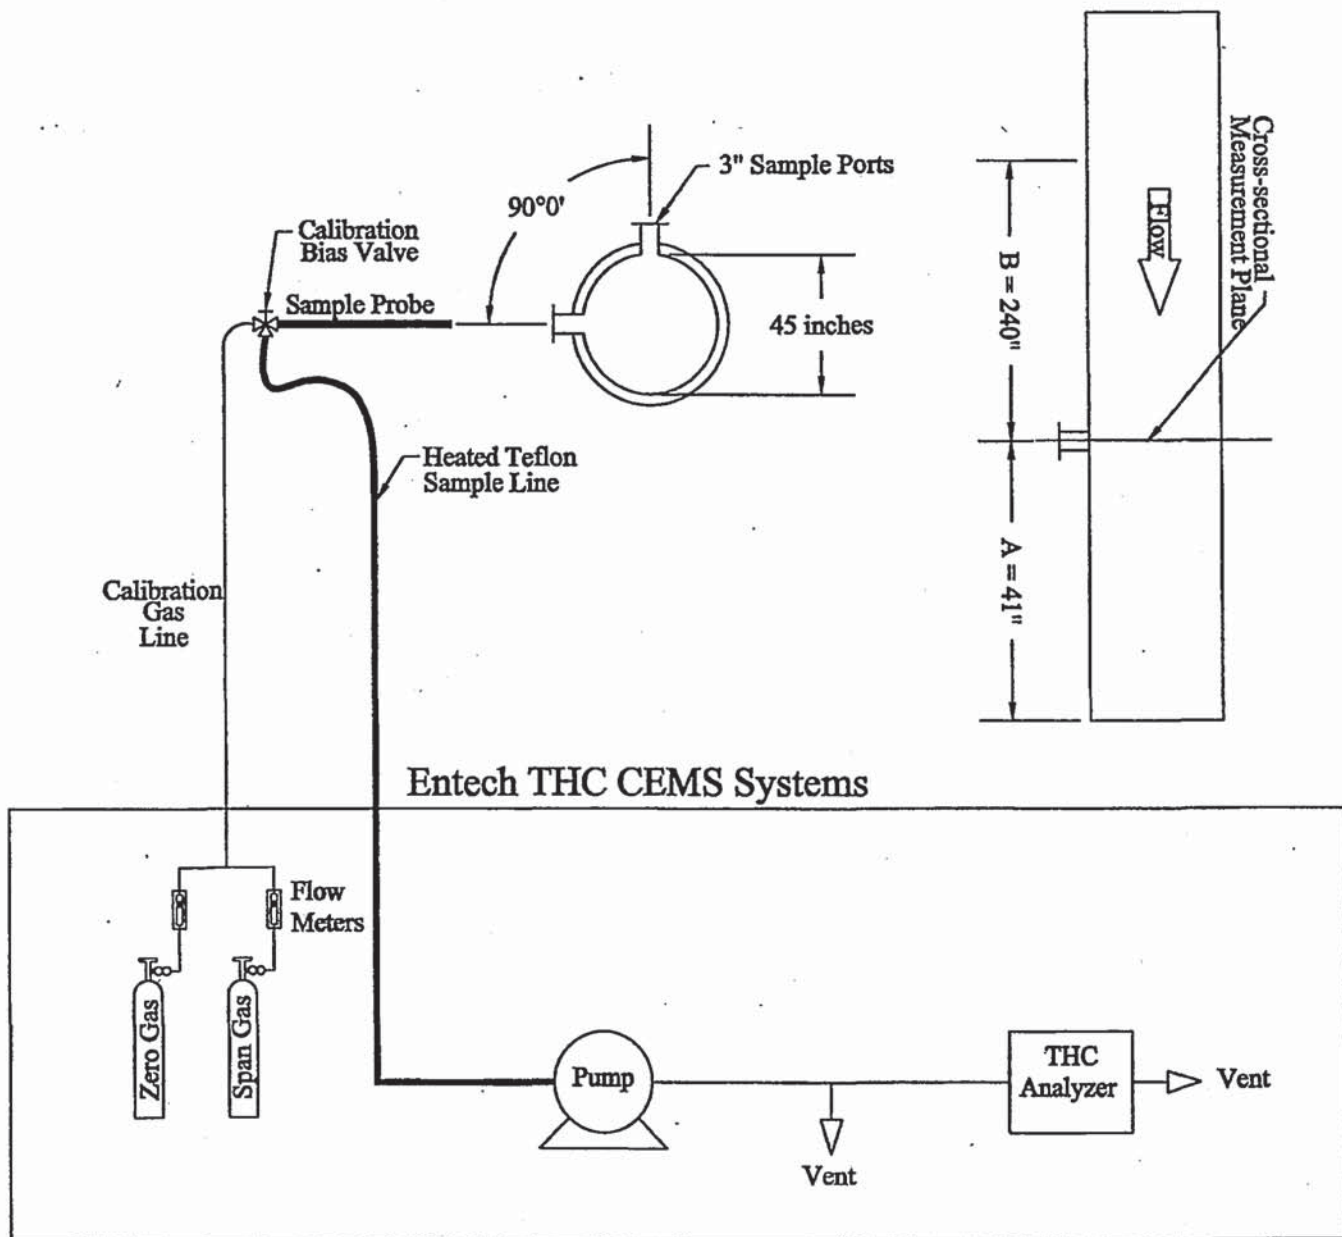 3" Sample Ports
90°0'
Calibration
Bias Valve
Sample Probe
45 inches
Heated Teflon
Sample Line
Calibration
Gas
Line
Cross-sectional
Measurement Plane
Flow
B = 240"
A = 41"
Entech THC CEMS Systems
Flow
Meters
Zero Gas
Span Gas
Pump
THC
Analyzer
Vent
Vent